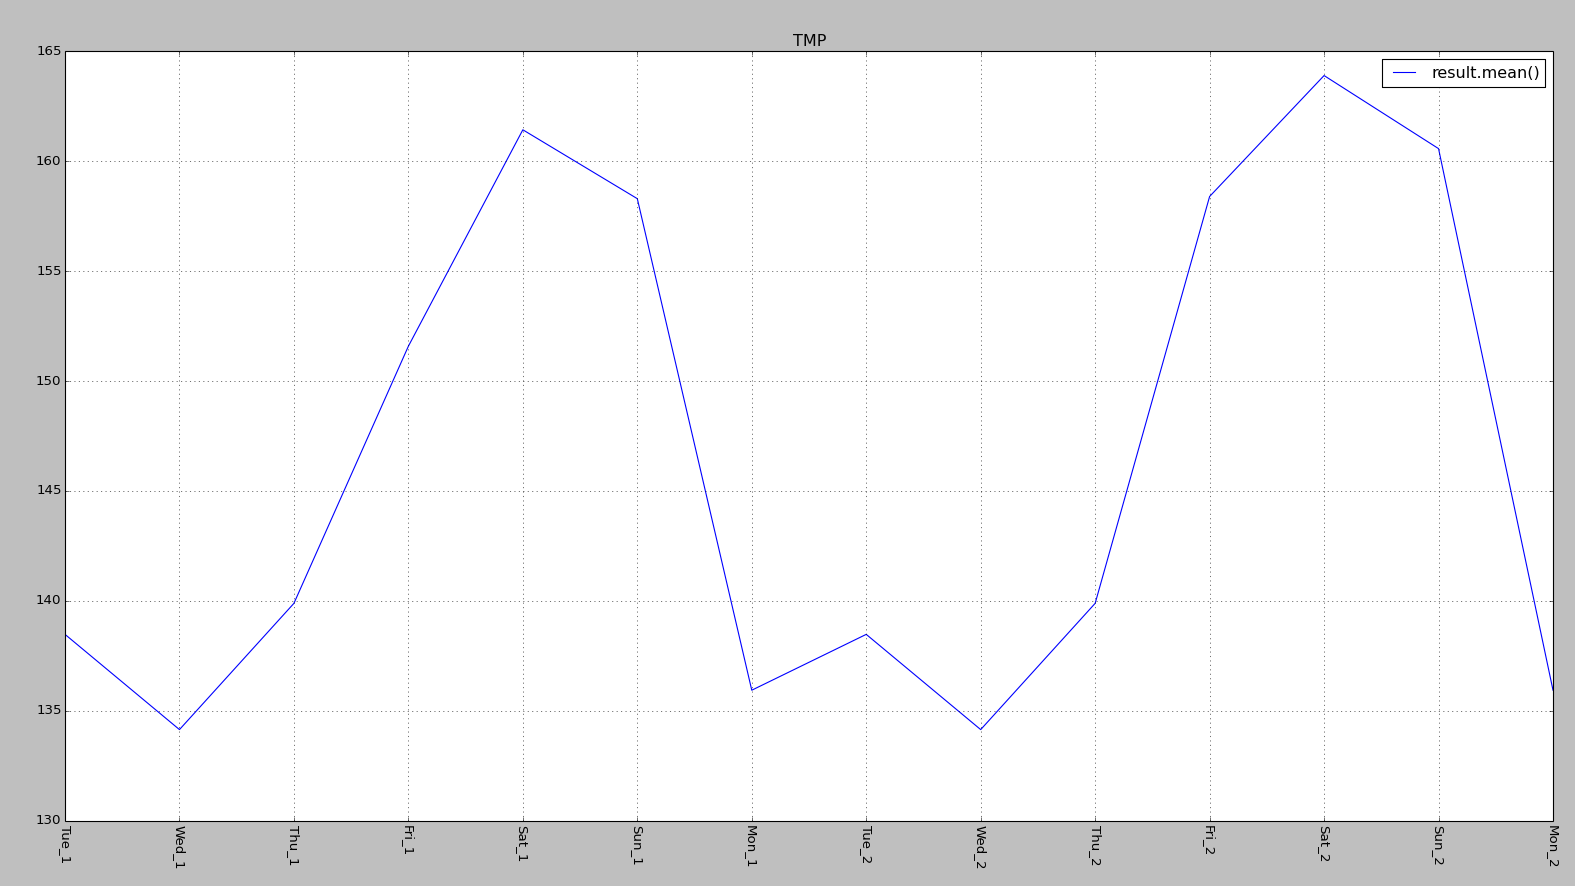 TMP
result.mean()
165
160
155
150
145
140
135
130
Tue_1
Wed_1
Thu_1
Fri_1
Sat_1
Sun_1
Mon_1
Tue_2
Wed_2
Thu_2
Fri_2
Sat_2
Sun_2
Mon_2